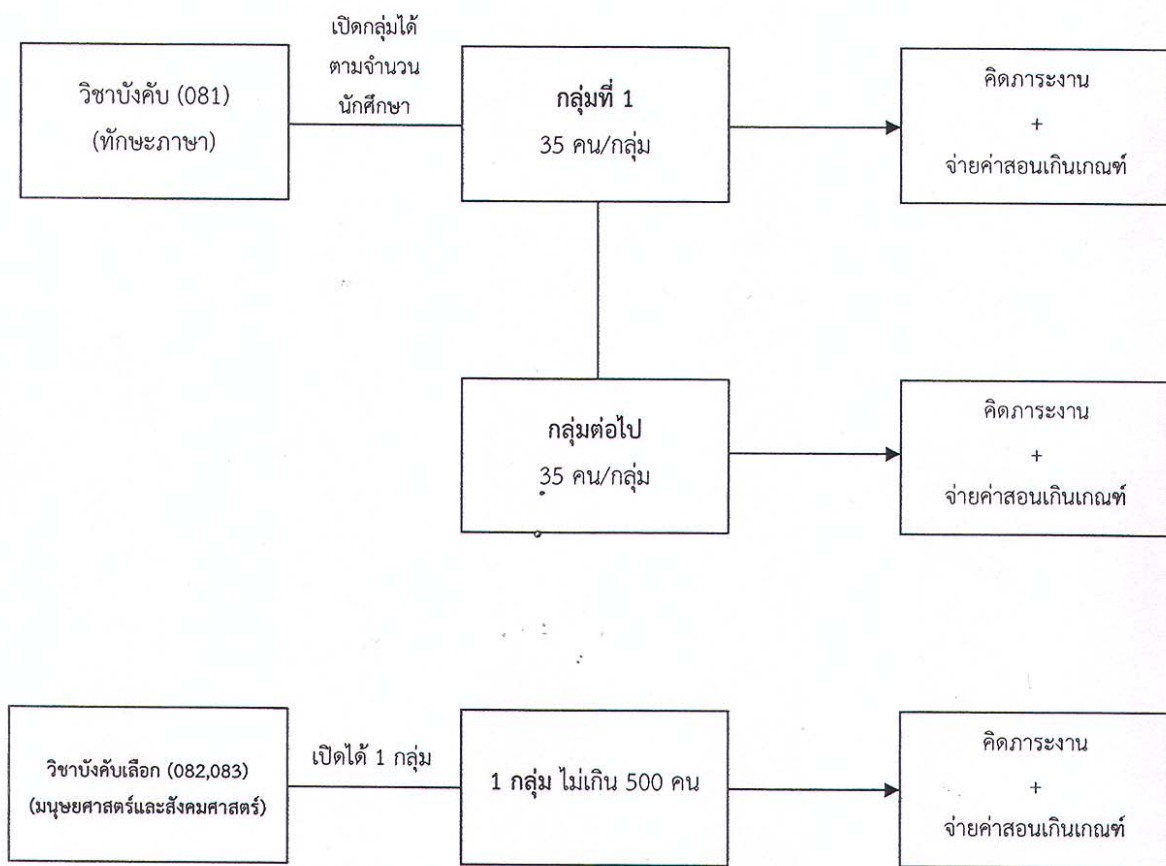 วิชาบังคับ (081)
(ทักษะภาษา)
เปิดกลุ่มได้
ตามจำนวน
นักศึกษา
กลุ่มที่ 1
35 คน/กลุ่ม
คิดภาระงาน
+
จ่ายค่าสอนเกินเกณฑ์
กลุ่มต่อไป
35 คน/กลุ่ม
คิดภาระงาน
+
จ่ายค่าสอนเกินเกณฑ์
วิชาบังคับเลือก (082,083)
(มนุษยศาสตร์และสังคมศาสตร์)
เปิดได้ 1 กลุ่ม
1 กลุ่ม ไม่เกิน 500 คน
คิดภาระงาน
+
จ่ายค่าสอนเกินเกณฑ์